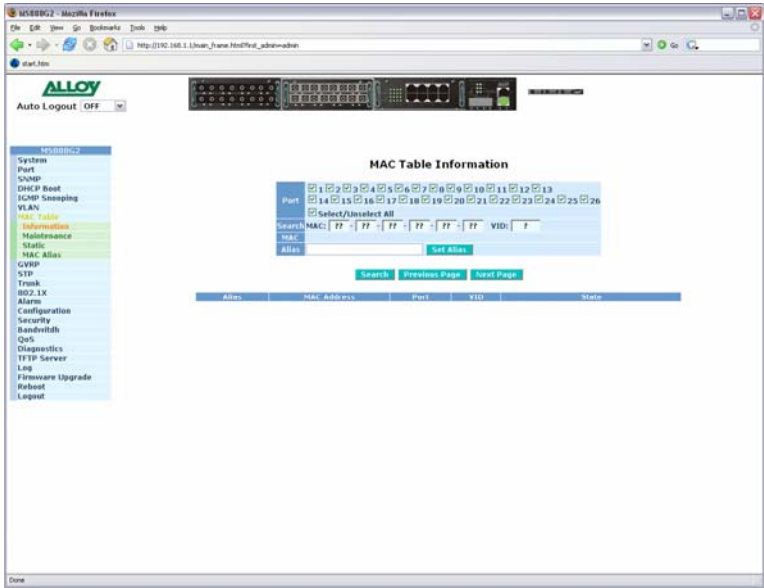 MS888G2 - Mozilla Firefox
File Edit View Go Bookmarks Tools Help
http://192.168.1.1/main_frame.html?first_admin=admin
Go
start.htm
ALLOY
Auto Logout OFF
MS888G2
System
Port
SNMP
DHCP Boot
IGMP Snooping
VLAN
MAC Table
Information
Maintenance
Static
MAC Alias
GVRP
STP
Trunk
802.1X
Alarm
Configuration
Security
Bandwitdh
QoS
Diagnostics
TFTP Server
Log
Firmware Upgrade
Reboot
Logout
MAC Table Information
Port
1 2 3 4 5 6 7 8 9 10 11 12 13
14 15 16 17 18 19 20 21 22 23 24 25 26
Select/Unselect All
Search MAC
MAC: ?? - ?? - ?? - ?? - ?? - ?? VID: ?
Alias Set Alias
Search Previous Page Next Page
Alias MAC Address Port VID State
Done